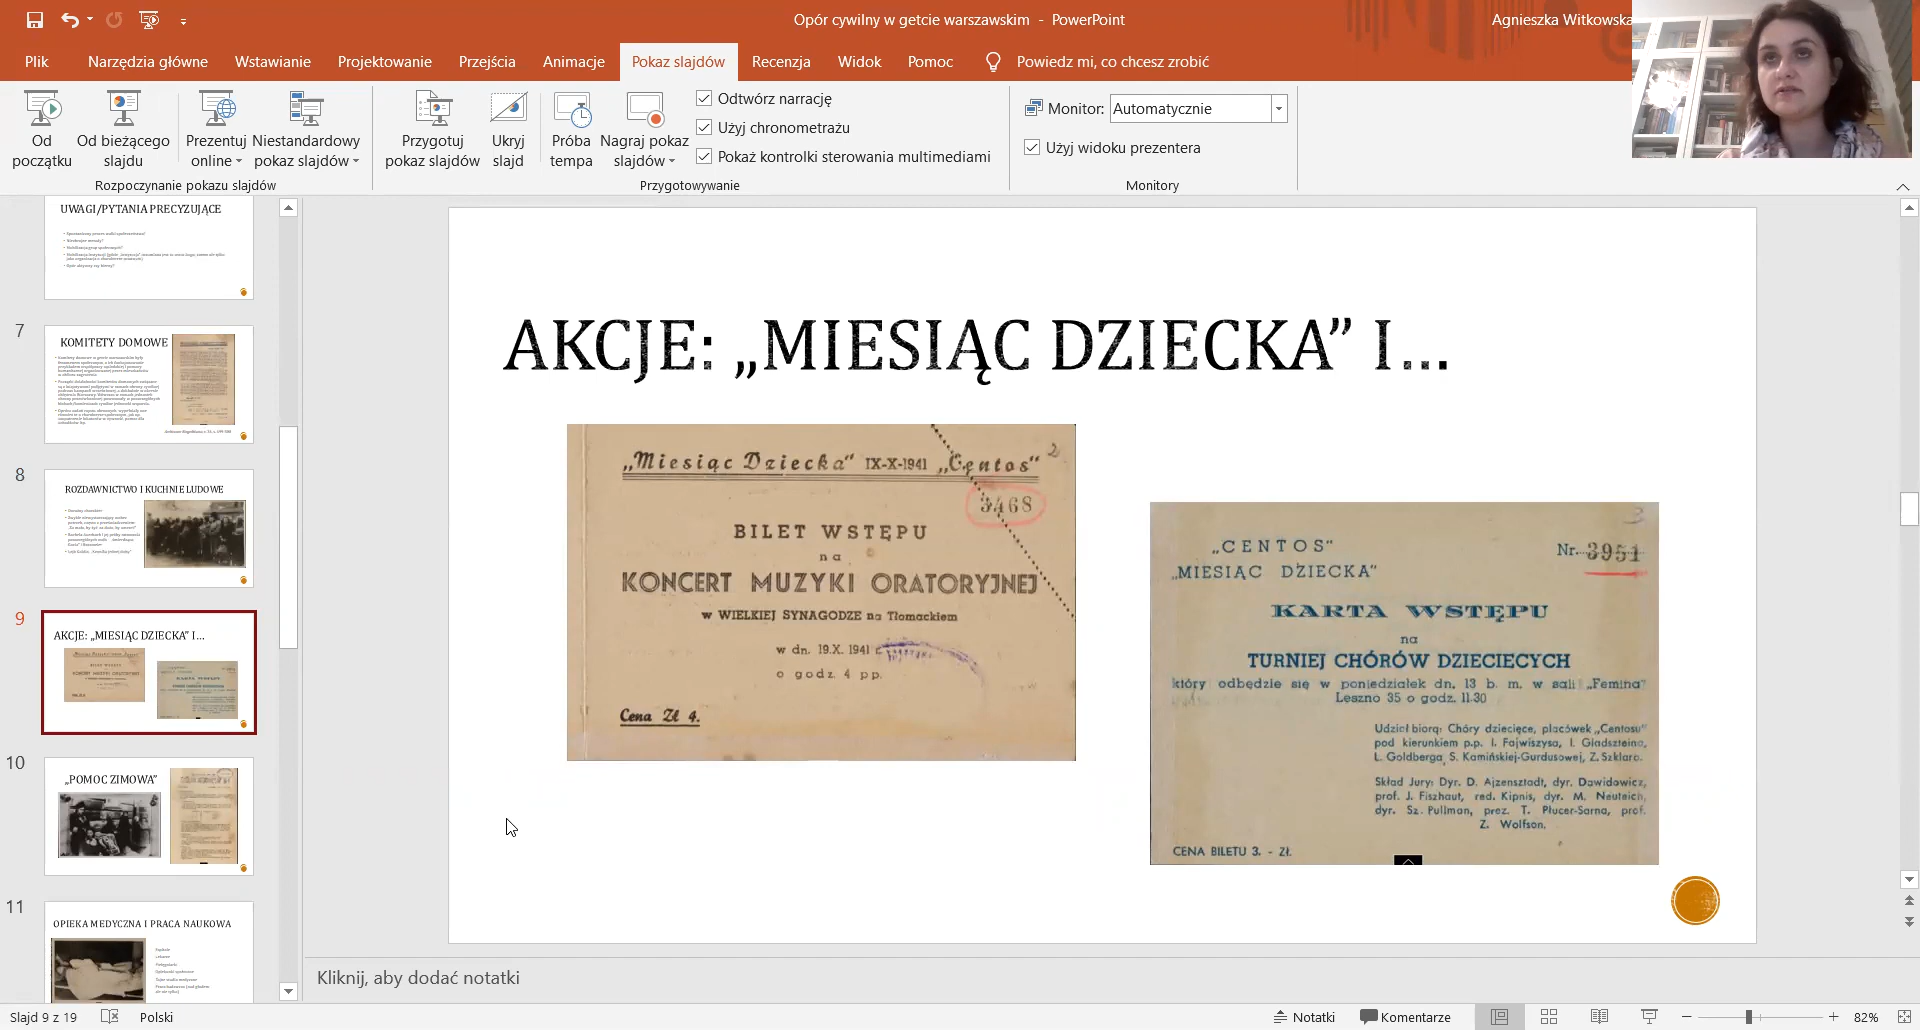 Opór cywilny w getcie warszawskim - PowerPoint
Agnieszka Witkowska
Plik
Narzędzia główne
Wstawianie
Projektowanie
Przejścia
Animacje
Pokaz slajdów
Recenzja
Widok
Pomoc
Powiedz mi, co chcesz zrobić
Od początku
Od bieżącego slajdu
Prezentuj online
Niestandardowy pokaz slajdów
Rozpoczynanie pokazu slajdów
Przygotuj pokaz slajdów
Ukryj slajd
Próba tempa
Nagraj pokaz slajdów
Odtwórz narrację
Użyj chronometrażu
Pokaż kontrolki sterowania multimediami
Przygotowywanie
Monitor: Automatycznie
Użyj widoku prezentera
Monitory
UWAGI/PYTANIA PRECYZUJĄCE
7
KOMITETY DOMOWE
8
ROZDAWNICTWO I KUCHNIE LUDOWE
9
AKCJE: „MIESIĄC DZIECKA” I...
10
„POMOC ZIMOWA”
11
OPIEKA MEDYCZNA I PRACA NAUKOWA
AKCJE: „MIESIĄC DZIECKA” I...
„Miesiąc Dziecka“ IX-X-1941 „Centos“
2
3468
BILET WSTĘPU
na
KONCERT MUZYKI ORATORYJNEJ
w WIELKIEJ SYNAGODZE na Tłomackiem
w dn. 19.X. 1941 r.
o godz. 4 pp.
Cena Zł 4.
3
„CENTOS“
Nr. 3951
„MIESIĄC DZIECKA“
KARTA WSTĘPU
na
TURNIEJ CHÓRÓW DZIECIECYCH
który odbędzie się w poniedziałek dn. 13 b. m. w sali „Femina“
Leszno 35 o godz. 11-30
Udział biorą: Chóry dziecięce, placówek „Centosu“
pod kierunkiem p.p. I. Fajwiszysa, I. Gladszteina,
L. Goldberga, S. Kamińskiej-Gurdusowej, Z. Szklaro.
Skład Jury: Dyr. D. Ajzensztadt, dyr. Dawidowicz,
prof. J. Fiszhaut, red. Kipnis, dyr. M. Neuteich,
dyr. Sz. Pullman, prez. T. Płucer-Sarna, prof.
Z. Wolfson.
CENA BILETU 3. - ZŁ.
Kliknij, aby dodać notatki
Slajd 9 z 19
Polski
Notatki
Komentarze
82%